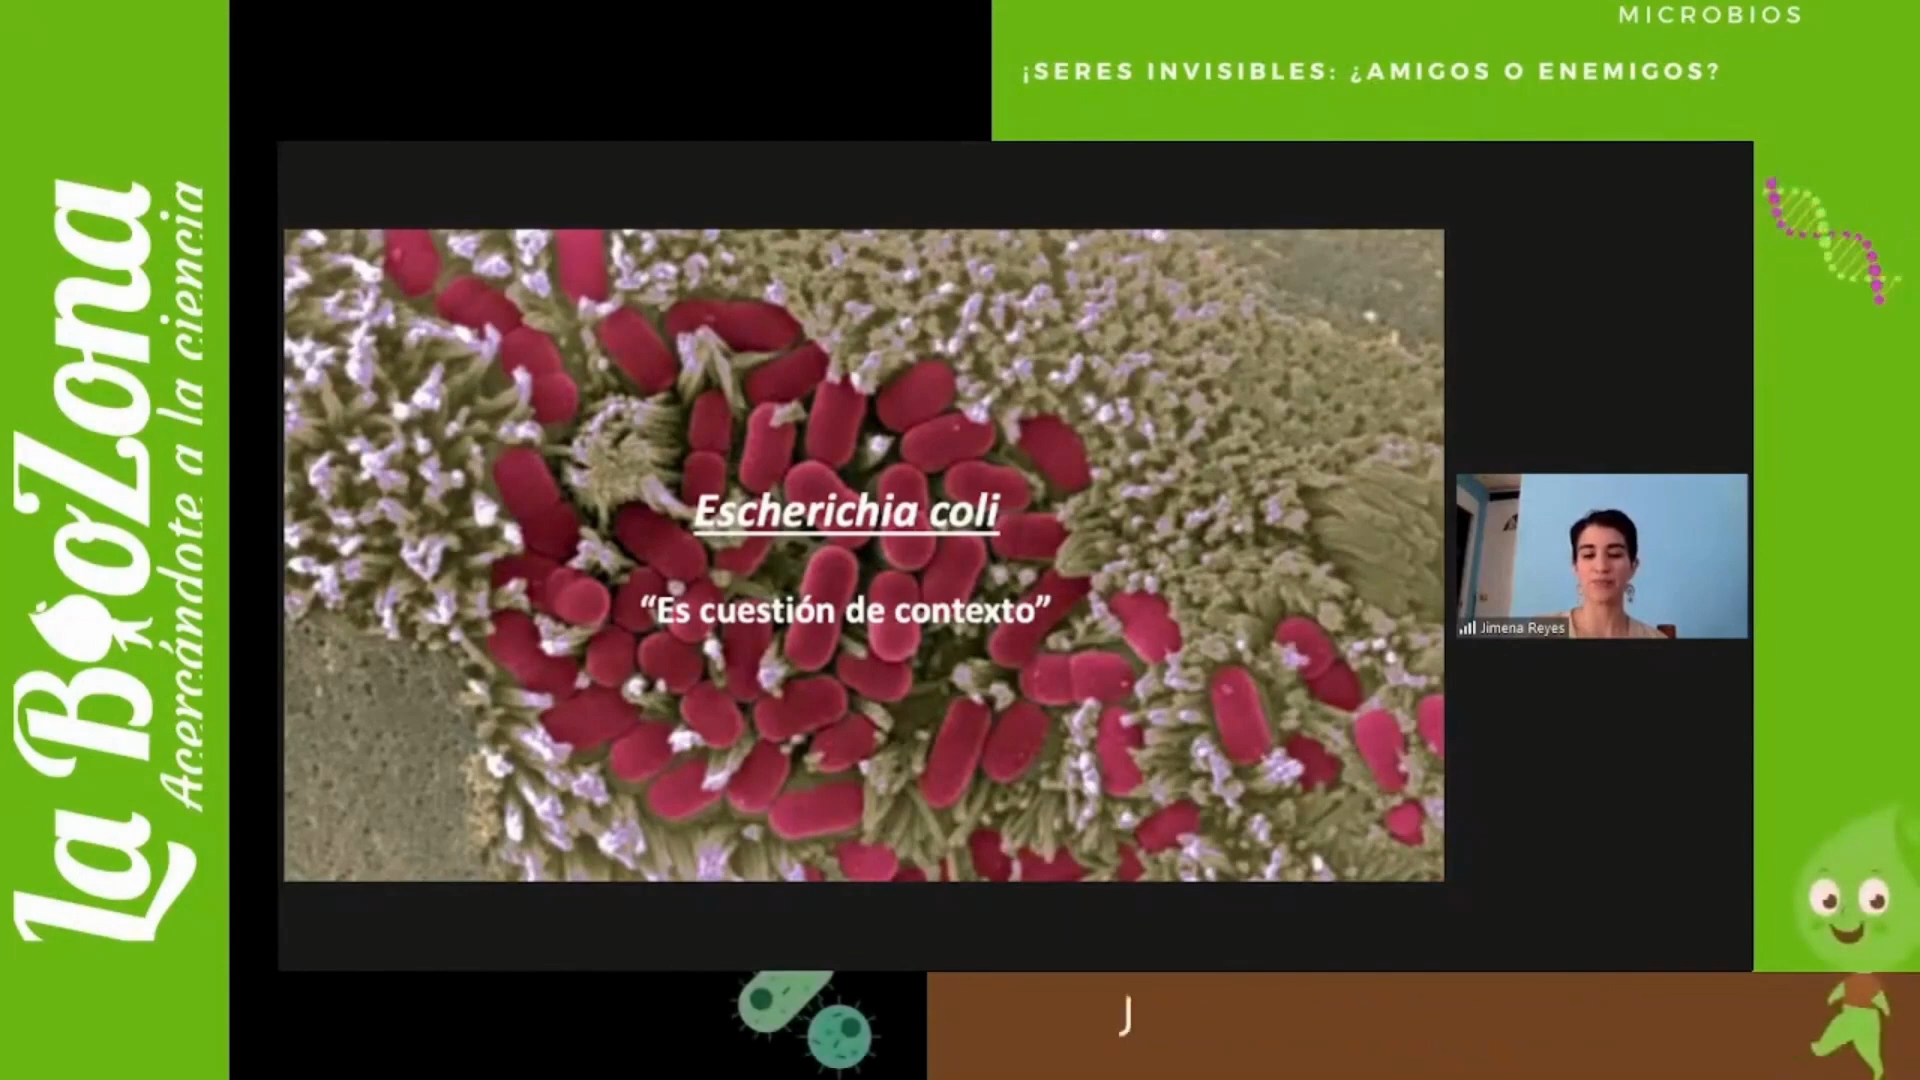 MICROBIOS
¡SERES INVISIBLES: ¿AMIGOS O ENEMIGOS?
La BioZona
Acercándote a la ciencia
Escherichia coli
“Es cuestión de contexto”
Jimena Reyes
J